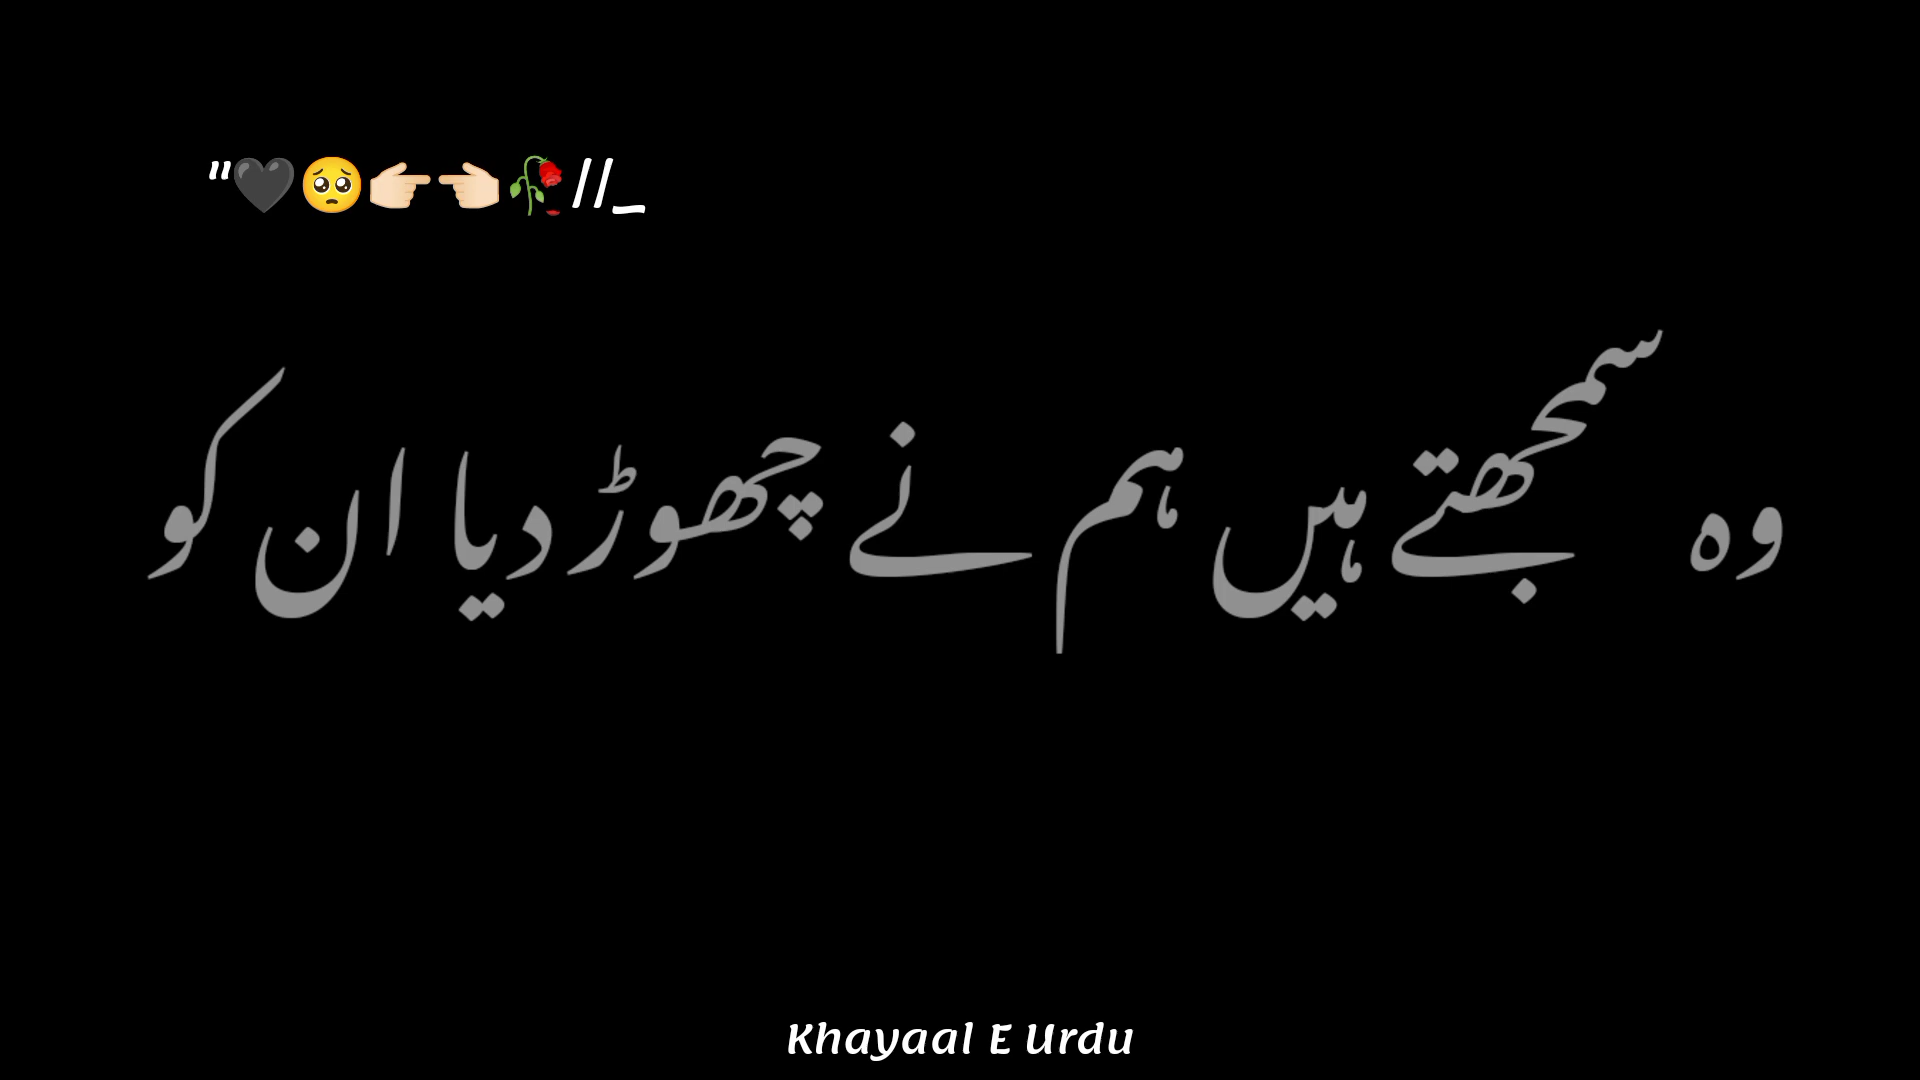 "🖤🥺👉🏻👈🏻🥀//_
وہ سمجھتے ہیں ہم نے چھوڑ دیا ان کو
Khayaal E Urdu